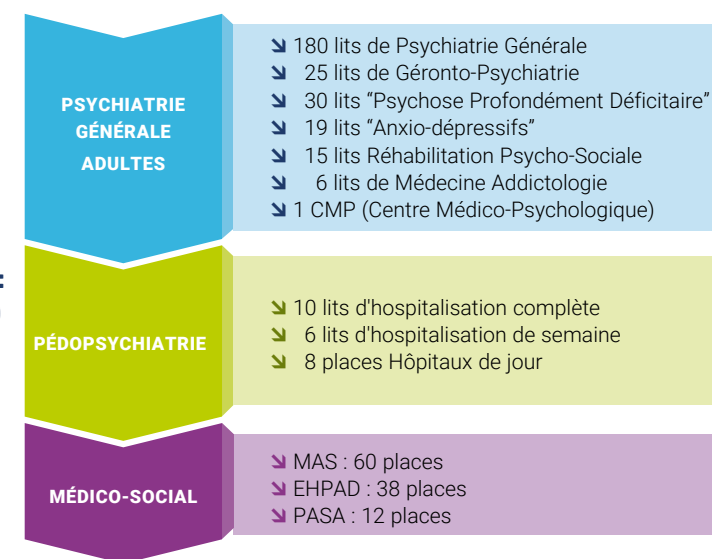 PSYCHIATRIE
GÉNÉRALE
ADULTES
180 lits de Psychiatrie Générale
25 lits de Géronto-Psychiatrie
30 lits “Psychose Profondément Déficitaire”
19 lits “Anxio-dépressifs”
15 lits Réhabilitation Psycho-Sociale
6 lits de Médecine Addictologie
1 CMP (Centre Médico-Psychologique)
PÉDOPSYCHIATRIE
10 lits d'hospitalisation complète
6 lits d'hospitalisation de semaine
8 places Hôpitaux de jour
MÉDICO-SOCIAL
MAS : 60 places
EHPAD : 38 places
PASA : 12 places